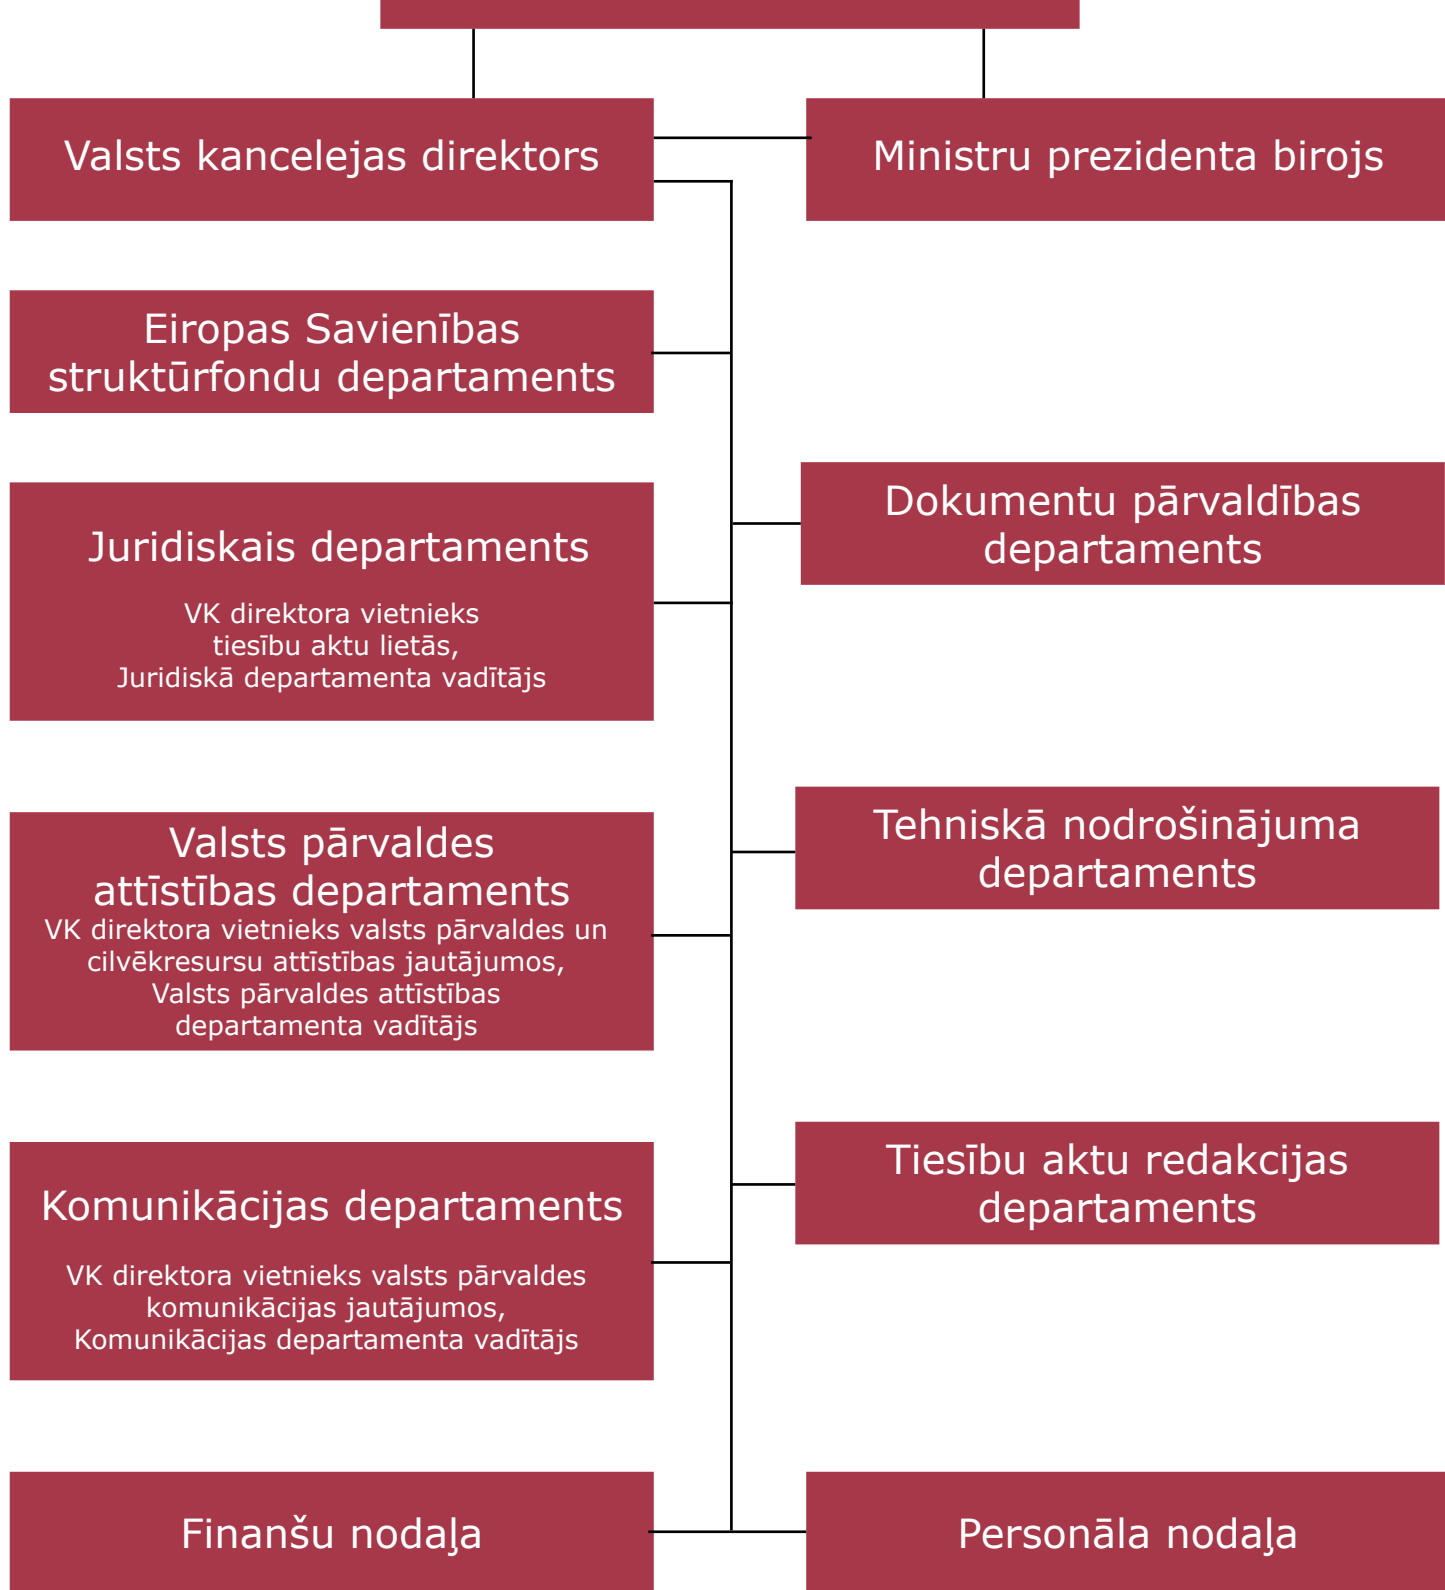 Valsts kancelejas direktors
Ministru prezidenta birojs
Eiropas Savienības
struktūrfondu departaments
Dokumentu pārvaldības
departaments
Juridiskais departaments
VK direktora vietnieks
tiesību aktu lietās,
Juridiskā departamenta vadītājs
Tehniskā nodrošinājuma
departaments
Valsts pārvaldes
attīstības departaments
VK direktora vietnieks valsts pārvaldes un
cilvēkresursu attīstības jautājumos,
Valsts pārvaldes attīstības
departamenta vadītājs
Tiesību aktu redakcijas
departaments
Komunikācijas departaments
VK direktora vietnieks valsts pārvaldes
komunikācijas jautājumos,
Komunikācijas departamenta vadītājs
Finanšu nodaļa
Personāla nodaļa